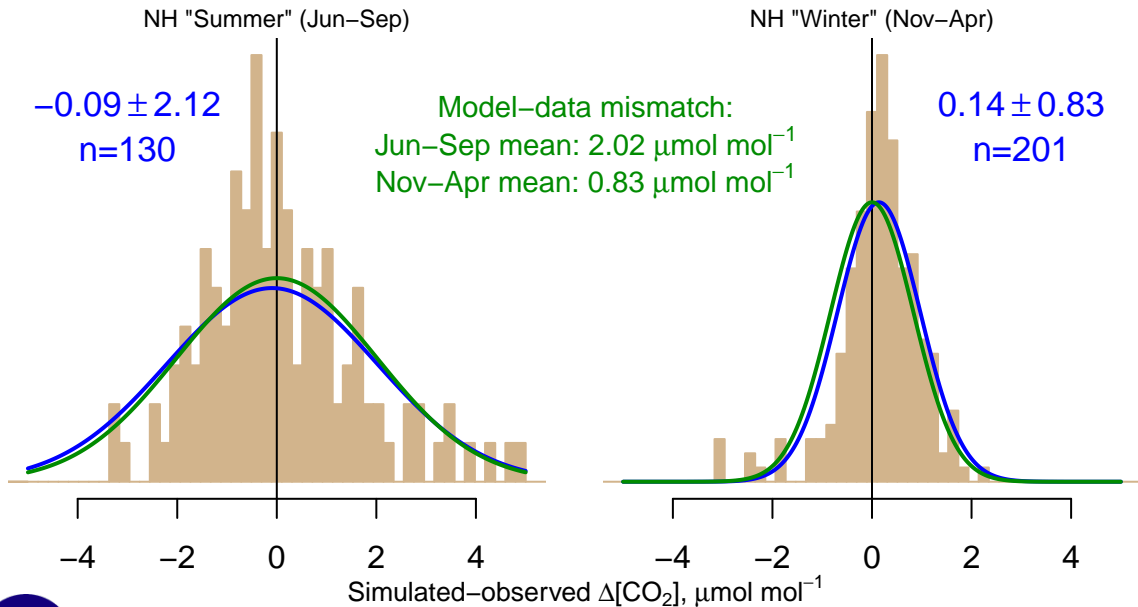 NH "Summer" (Jun−Sep)
−0.09 ± 2.12
n=130
Model−data mismatch:
Jun−Sep mean: 2.02 μmol mol⁻¹
Nov−Apr mean: 0.83 μmol mol⁻¹
NH "Winter" (Nov−Apr)
0.14 ± 0.83
n=201
−4 −2 0 2 4
−4 −2 0 2 4
Simulated−observed Δ[CO₂], μmol mol⁻¹